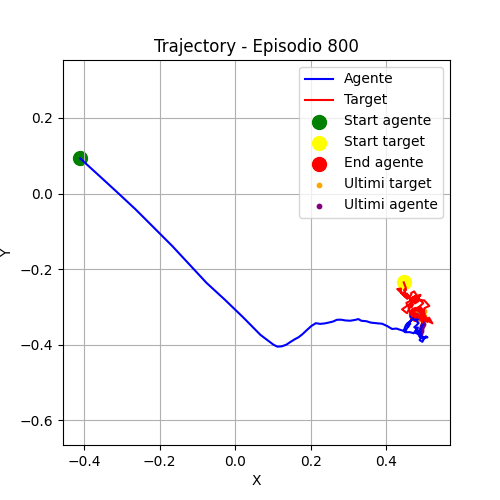 Trajectory - Episodio 800
Agente
Target
Start agente
Start target
End agente
Ultimi target
Ultimi agente
0.2
0.0
−0.2
−0.4
−0.6
Y
−0.4
−0.2
0.0
0.2
0.4
X